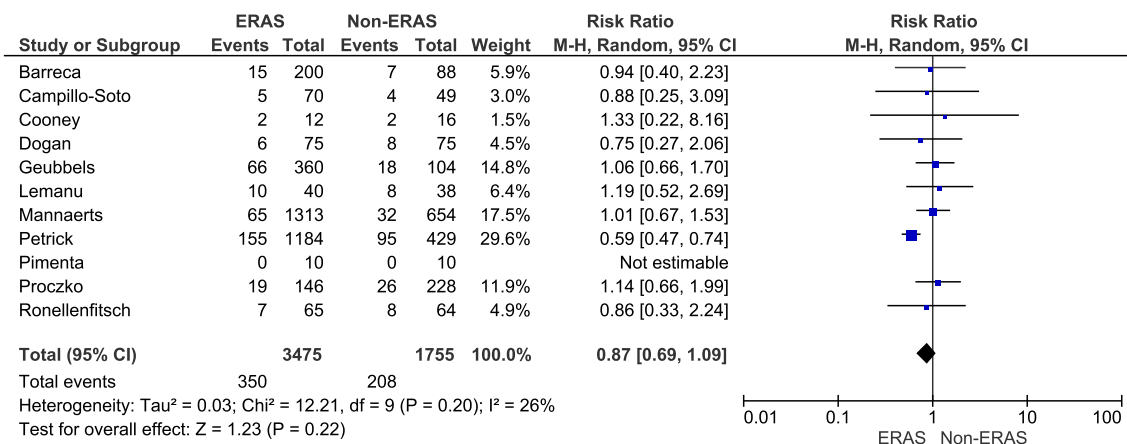 ERAS Non-ERAS Risk Ratio Risk Ratio
Study or Subgroup Events Total Events Total Weight M-H, Random, 95% CI M-H, Random, 95% CI
Barreca 15 200 7 88 5.9% 0.94 [0.40, 2.23]
Campillo-Soto 5 70 4 49 3.0% 0.88 [0.25, 3.09]
Cooney 2 12 2 16 1.5% 1.33 [0.22, 8.16]
Dogan 6 75 8 75 4.5% 0.75 [0.27, 2.06]
Geubbels 66 360 18 104 14.8% 1.06 [0.66, 1.70]
Lemanu 10 40 8 38 6.4% 1.19 [0.52, 2.69]
Mannaerts 65 1313 32 654 17.5% 1.01 [0.67, 1.53]
Petrick 155 1184 95 429 29.6% 0.59 [0.47, 0.74]
Pimenta 0 10 0 10 Not estimable
Proczko 19 146 26 228 11.9% 1.14 [0.66, 1.99]
Ronellenfitsch 7 65 8 64 4.9% 0.86 [0.33, 2.24]
Total (95% CI) 3475 1755 100.0% 0.87 [0.69, 1.09]
Total events 350 208
Heterogeneity: Tau² = 0.03; Chi² = 12.21, df = 9 (P = 0.20); I² = 26%
Test for overall effect: Z = 1.23 (P = 0.22)
0.01 0.1 1 10 100
ERAS Non-ERAS